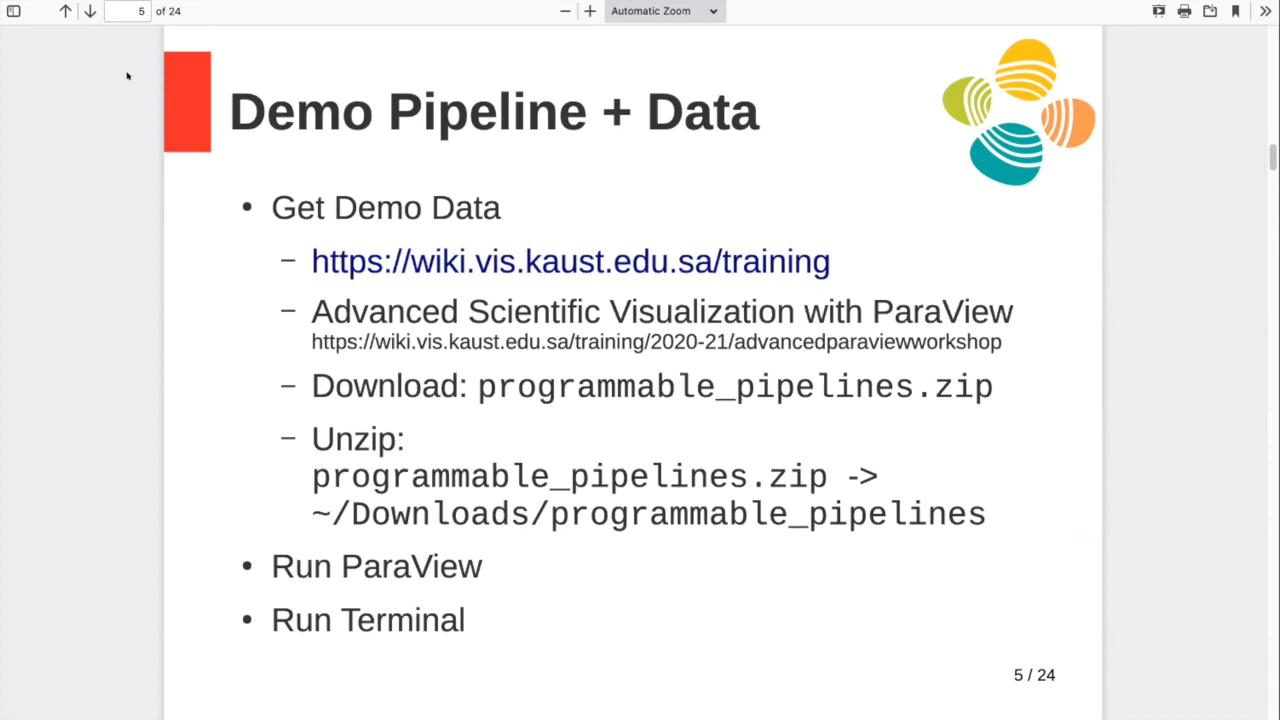 5 of 24 Automatic Zoom
Demo Pipeline + Data
• Get Demo Data
– https://wiki.vis.kaust.edu.sa/training
– Advanced Scientific Visualization with ParaView
https://wiki.vis.kaust.edu.sa/training/2020-21/advancedparaviewworkshop
– Download: programmable_pipelines.zip
– Unzip:
programmable_pipelines.zip ->
~/Downloads/programmable_pipelines
• Run ParaView
• Run Terminal
5 / 24